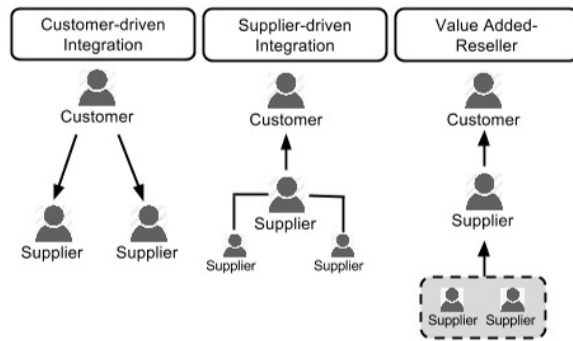 Customer-driven
Integration
Supplier-driven
Integration
Value Added-
Reseller
Customer
Customer
Customer
Supplier
Supplier
Supplier
Supplier
Supplier
Supplier
Supplier
Supplier